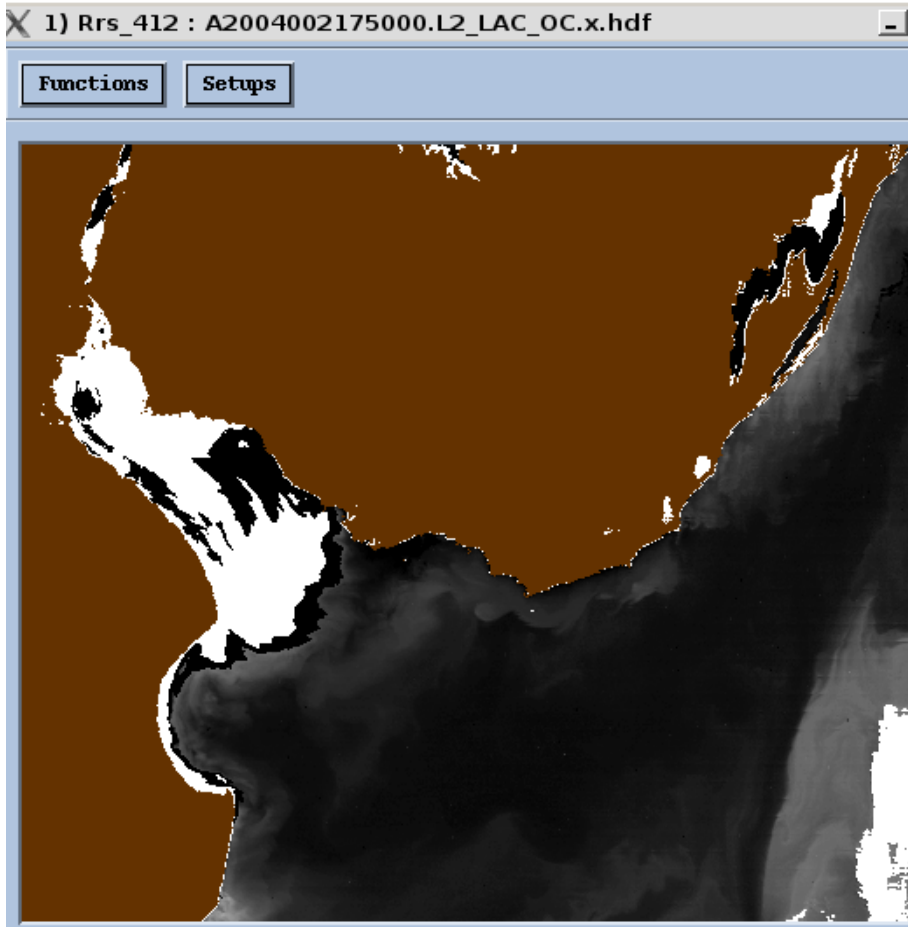 1) Rrs_412 : A2004002175000.L2_LAC_OC.x.hdf
Functions Setups